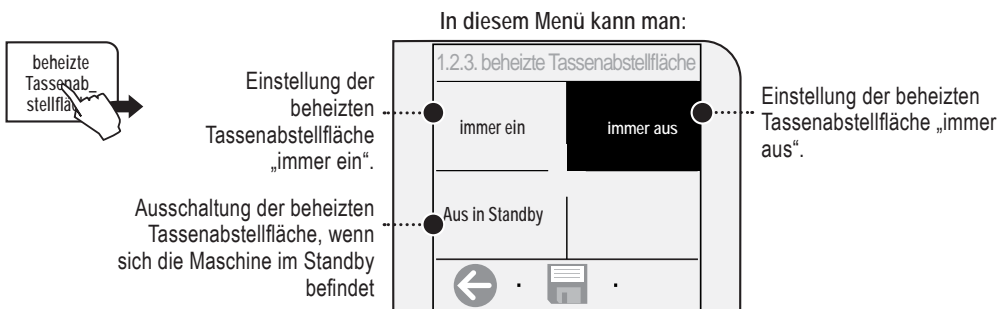 In diesem Menü kann man:
beheizte
Tassenab_
1.2.3. beheizte Tassenabstellfläche
Einstellung der
beheizten
Tassenabstellfläche
„immer ein“.
immer ein
immer aus
Einstellung der beheizten
Tassenabstellfläche „immer
aus“.
Ausschaltung der beheizten
Tassenabstellfläche, wenn
sich die Maschine im Standby
befindet
Aus in Standby